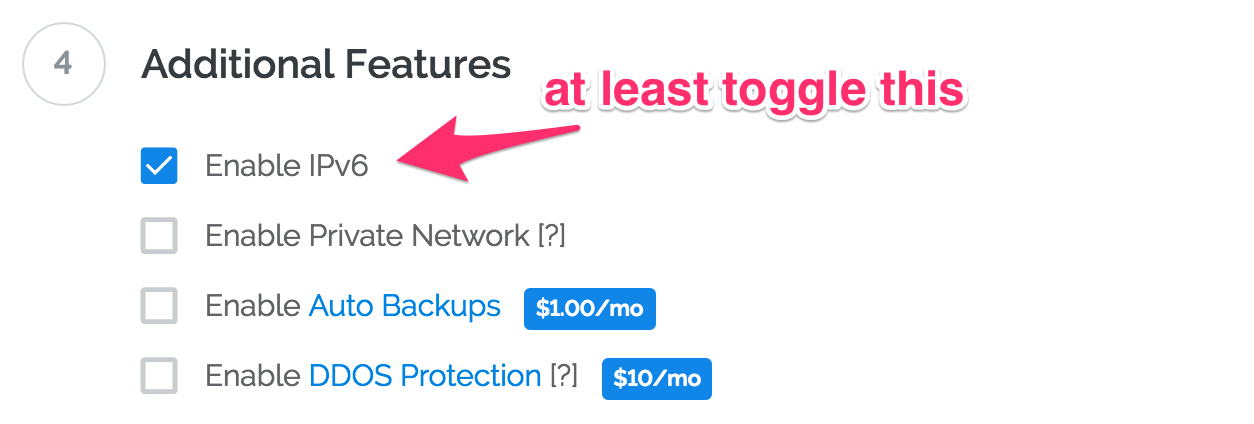 4
Additional Features
at least toggle this
Enable IPv6
Enable Private Network [?]
Enable Auto Backups $1.00/mo
Enable DDOS Protection [?] $10/mo